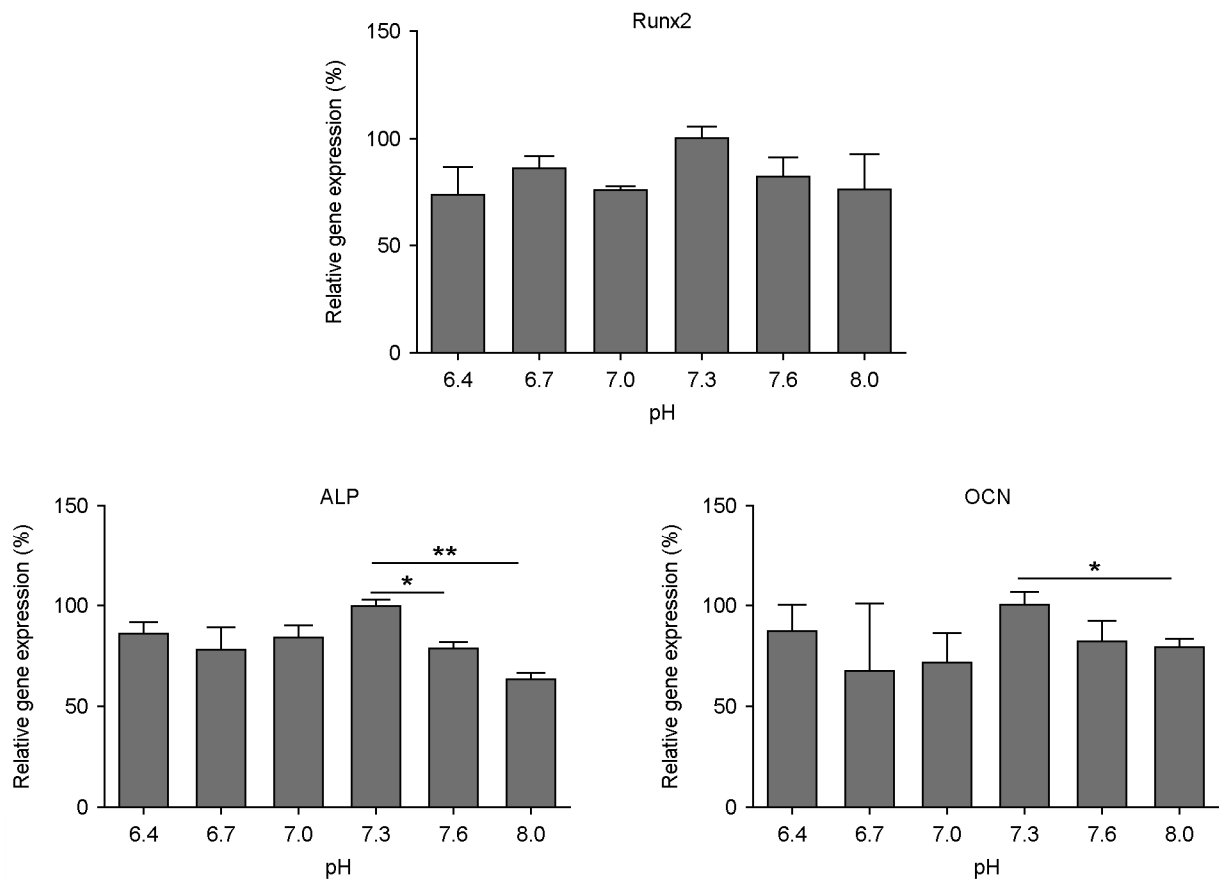 Runx2
Relative gene expression (%)
150
100
50
0
6.4 6.7 7.0 7.3 7.6 8.0
pH
ALP
Relative gene expression (%)
150
100
50
0
**
*
6.4 6.7 7.0 7.3 7.6 8.0
pH
OCN
Relative gene expression (%)
150
100
50
0
*
6.4 6.7 7.0 7.3 7.6 8.0
pH